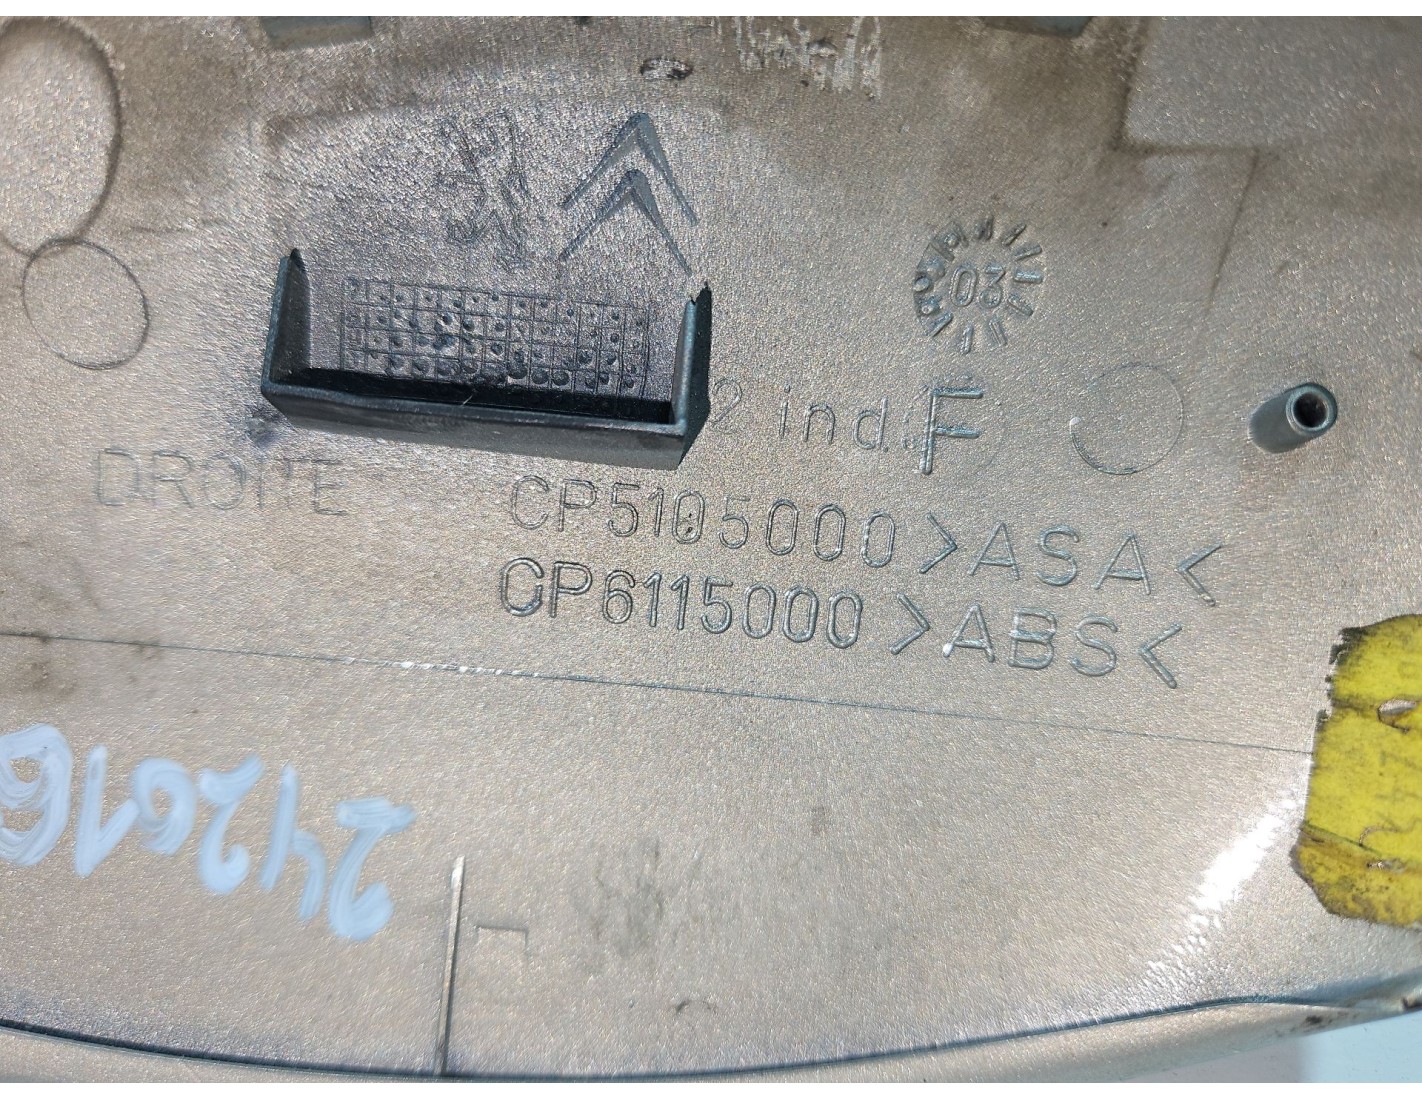 03
2 ind. F
DROITE
CP5105000 >ASA<
CP6115000 >ABS<
242016